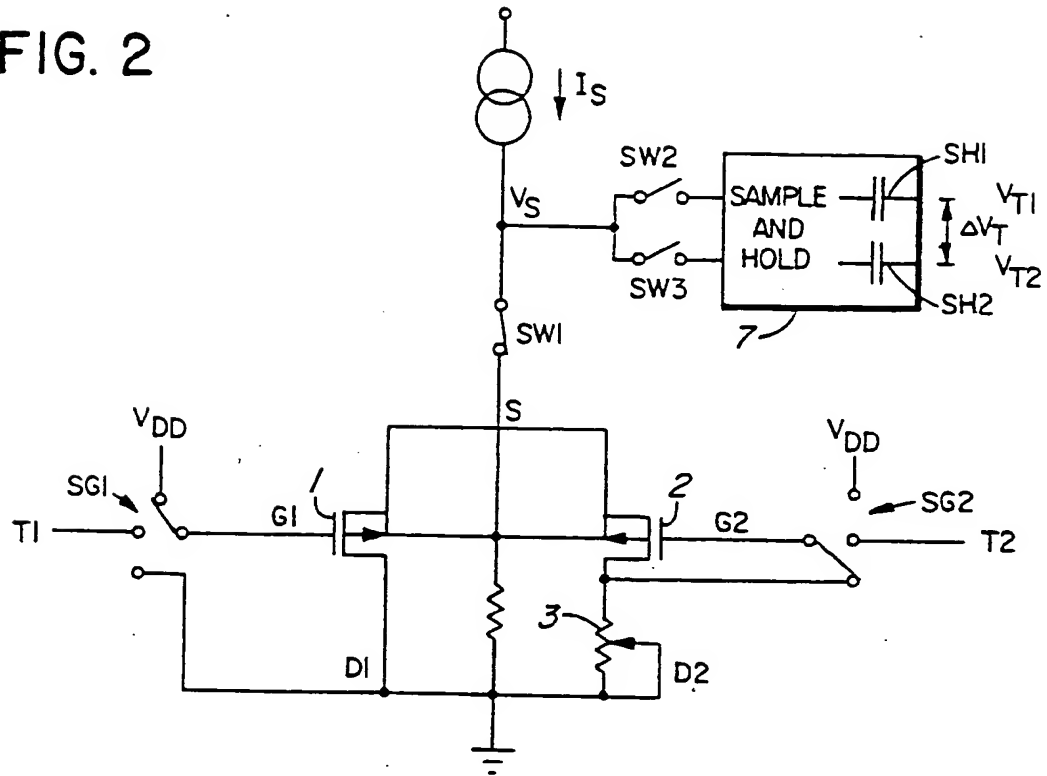 FIG. 2
I_S
SW2
SH1
V_S
SAMPLE
AND
HOLD
V_T1
ΔV_T
V_T2
SW3
SH2
7
SW1
S
V_DD
V_DD
SG1
1
2
SG2
T1
G1
G2
T2
3
D1
D2